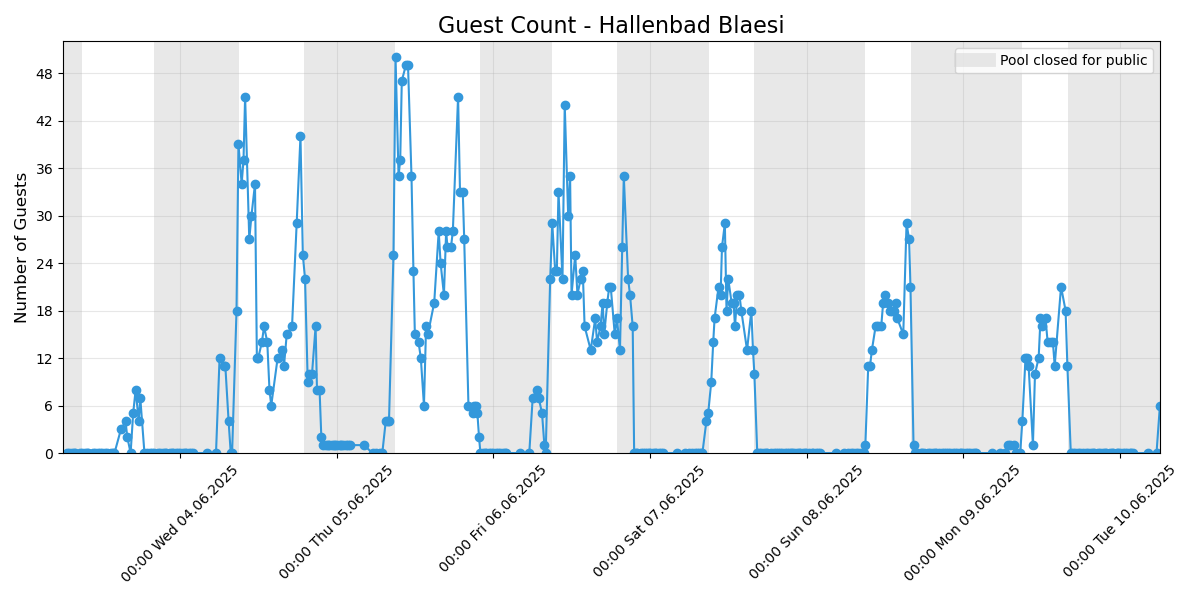 Guest Count - Hallenbad Blaesi
Pool closed for public
Number of Guests
48
42
36
30
24
18
12
6
0
00:00 Wed 04.06.2025
00:00 Thu 05.06.2025
00:00 Fri 06.06.2025
00:00 Sat 07.06.2025
00:00 Sun 08.06.2025
00:00 Mon 09.06.2025
00:00 Tue 10.06.2025